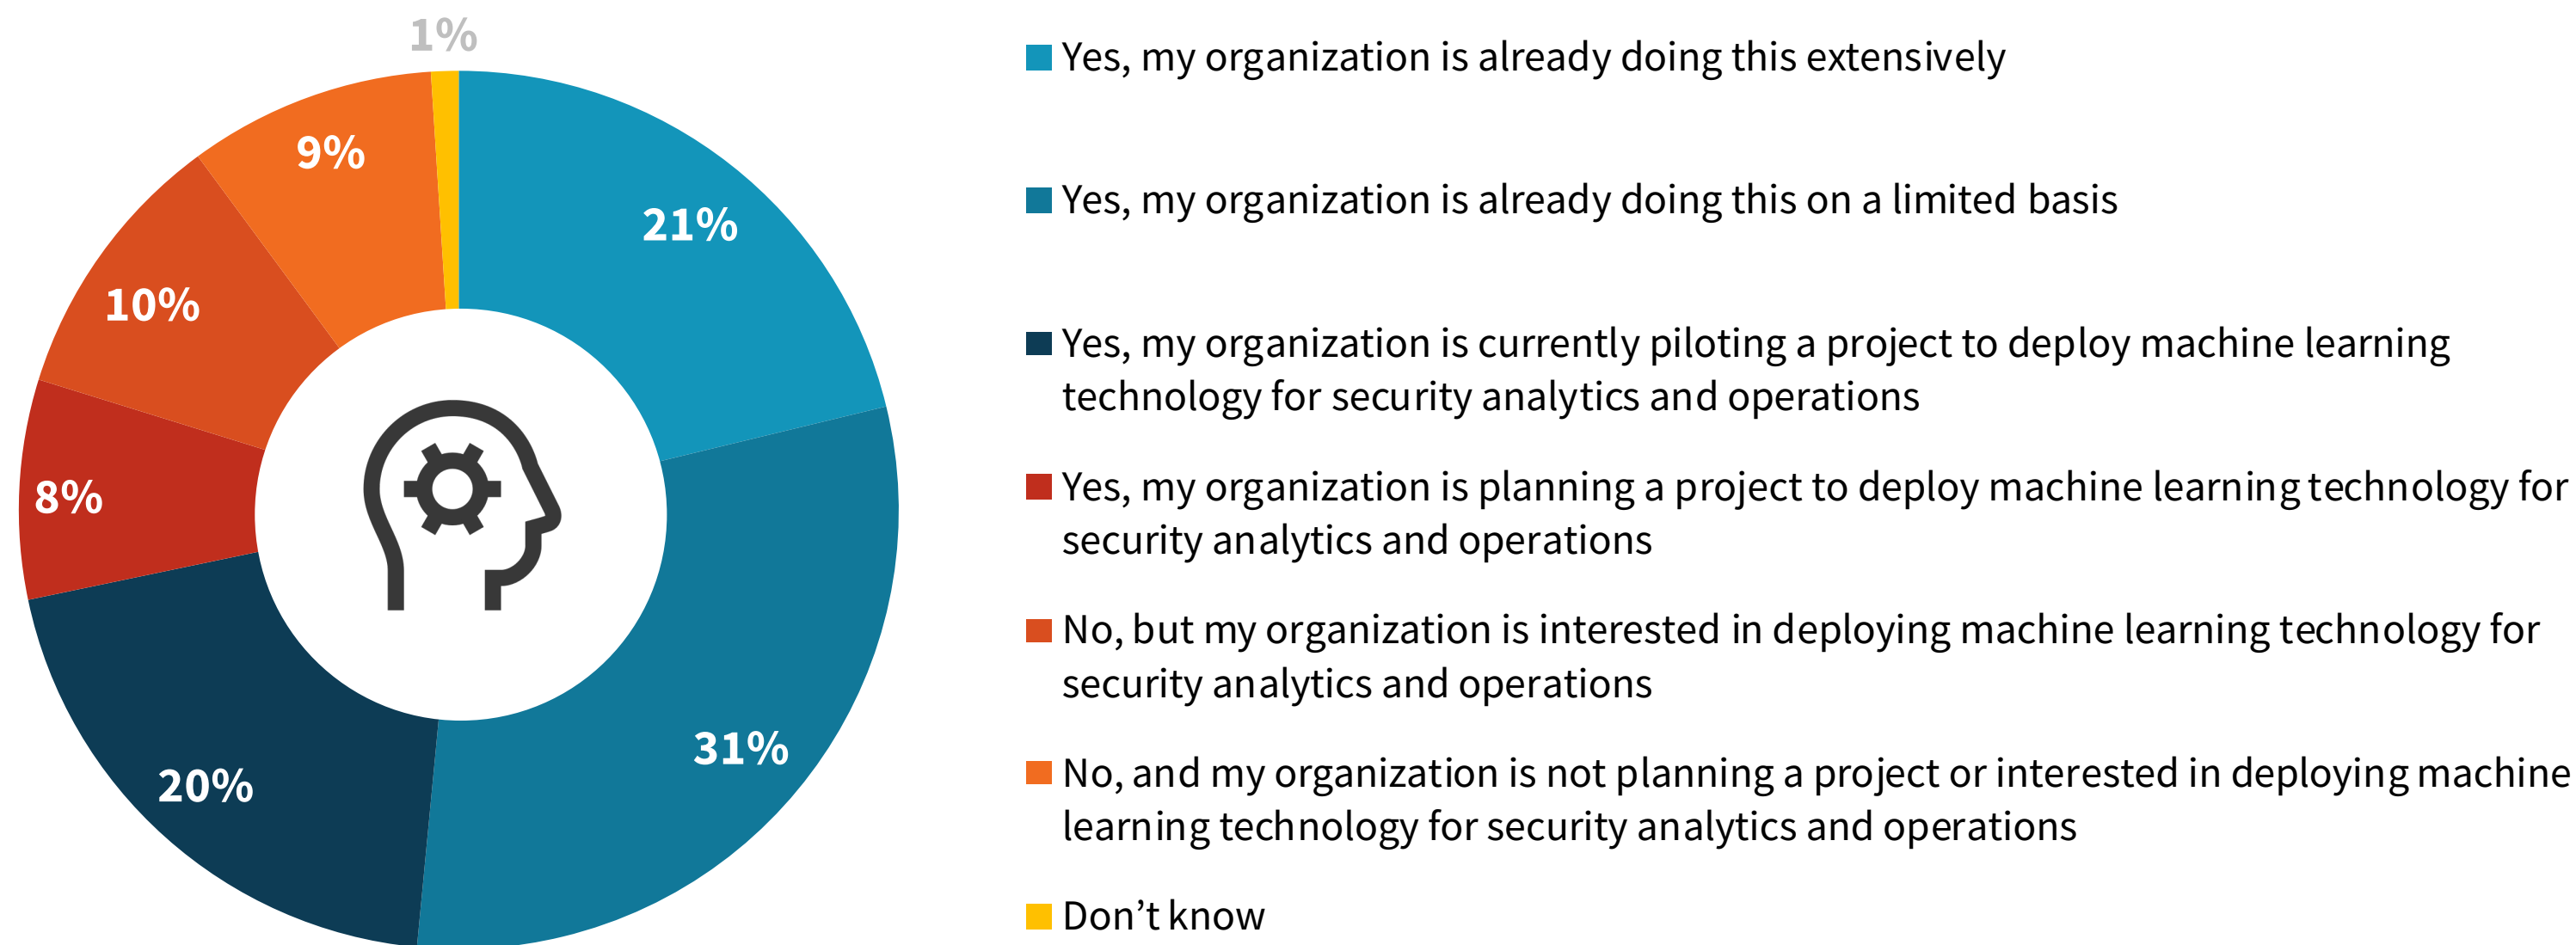 1%
9%
21%
10%
8%
31%
20%
Yes, my organization is already doing this extensively
Yes, my organization is already doing this on a limited basis
Yes, my organization is currently piloting a project to deploy machine learning
technology for security analytics and operations
Yes, my organization is planning a project to deploy machine learning technology for
security analytics and operations
No, but my organization is interested in deploying machine learning technology for
security analytics and operations
No, and my organization is not planning a project or interested in deploying machine
learning technology for security analytics and operations
Don’t know